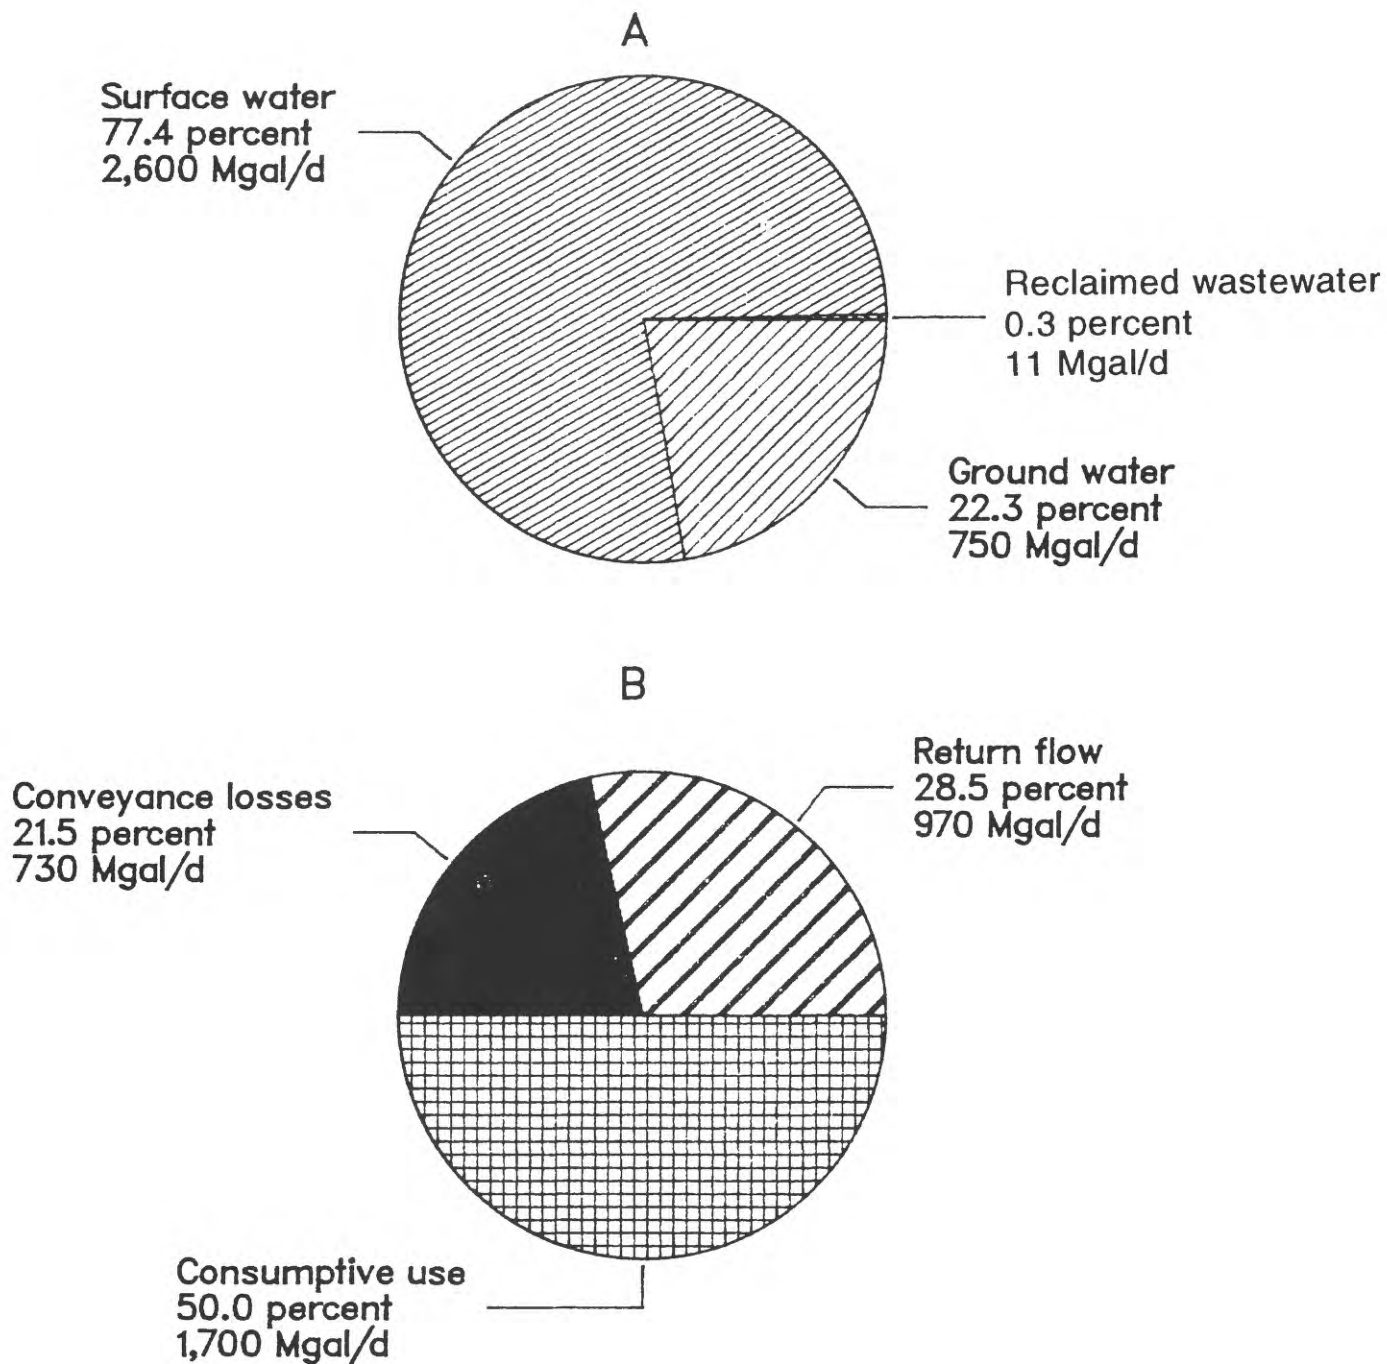 A
Surface water
77.4 percent
2,600 Mgal/d
Reclaimed wastewater
0.3 percent
11 Mgal/d
Ground water
22.3 percent
750 Mgal/d
B
Return flow
28.5 percent
970 Mgal/d
Conveyance losses
21.5 percent
730 Mgal/d
Consumptive use
50.0 percent
1,700 Mgal/d